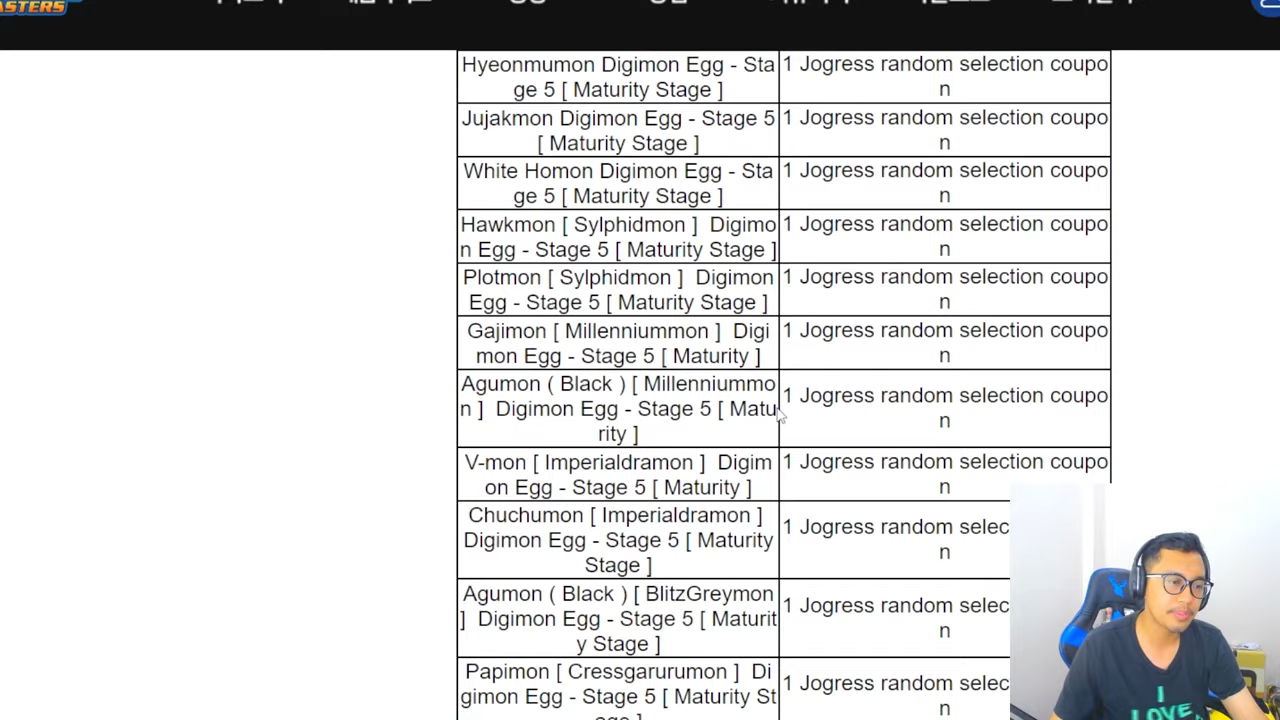 ASTERS
Hyeonmumon Digimon Egg - Sta
ge 5 [ Maturity Stage ]
1 Jogress random selection coupo
n
Jujakmon Digimon Egg - Stage 5
[ Maturity Stage ]
1 Jogress random selection coupo
n
White Homon Digimon Egg - Sta
ge 5 [ Maturity Stage ]
1 Jogress random selection coupo
n
Hawkmon [ Sylphidmon ]  Digimo
n Egg - Stage 5 [ Maturity Stage ]
1 Jogress random selection coupo
n
Plotmon [ Sylphidmon ]  Digimon
Egg - Stage 5 [ Maturity Stage ]
1 Jogress random selection coupo
n
Gajimon [ Millenniummon ]  Digi
mon Egg - Stage 5 [ Maturity ]
1 Jogress random selection coupo
n
Agumon ( Black ) [ Millenniummo
n ]  Digimon Egg - Stage 5 [ Matu
rity ]
1 Jogress random selection coupo
n
V-mon [ Imperialdramon ]  Digim
on Egg - Stage 5 [ Maturity ]
1 Jogress random selection coupo
n
Chuchumon [ Imperialdramon ]
Digimon Egg - Stage 5 [ Maturity
Stage ]
1 Jogress random selec
n
Agumon ( Black ) [ BlitzGreymon
]  Digimon Egg - Stage 5 [ Maturit
y Stage ]
1 Jogress random selec
n
Papimon [ Cressgarurumon ]  Di
gimon Egg - Stage 5 [ Maturity St
age ]
1 Jogress random selec
n
I
LOVE